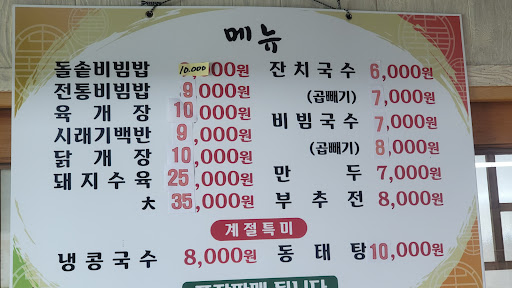 메뉴
돌솥비빔밥 10,000원
전통비빔밥 9,000원
육개장 10,000원
시래기백반 9,000원
닭개장 10,000원
돼지수육 25,000원
大 35,000원
잔치국수 6,000원
(곱빼기) 7,000원
비빔국수 7,000원
(곱빼기) 8,000원
만두 7,000원
부추전 8,000원
계절특미
냉콩국수 8,000원 동태탕 10,000원
포장판매 됩니다